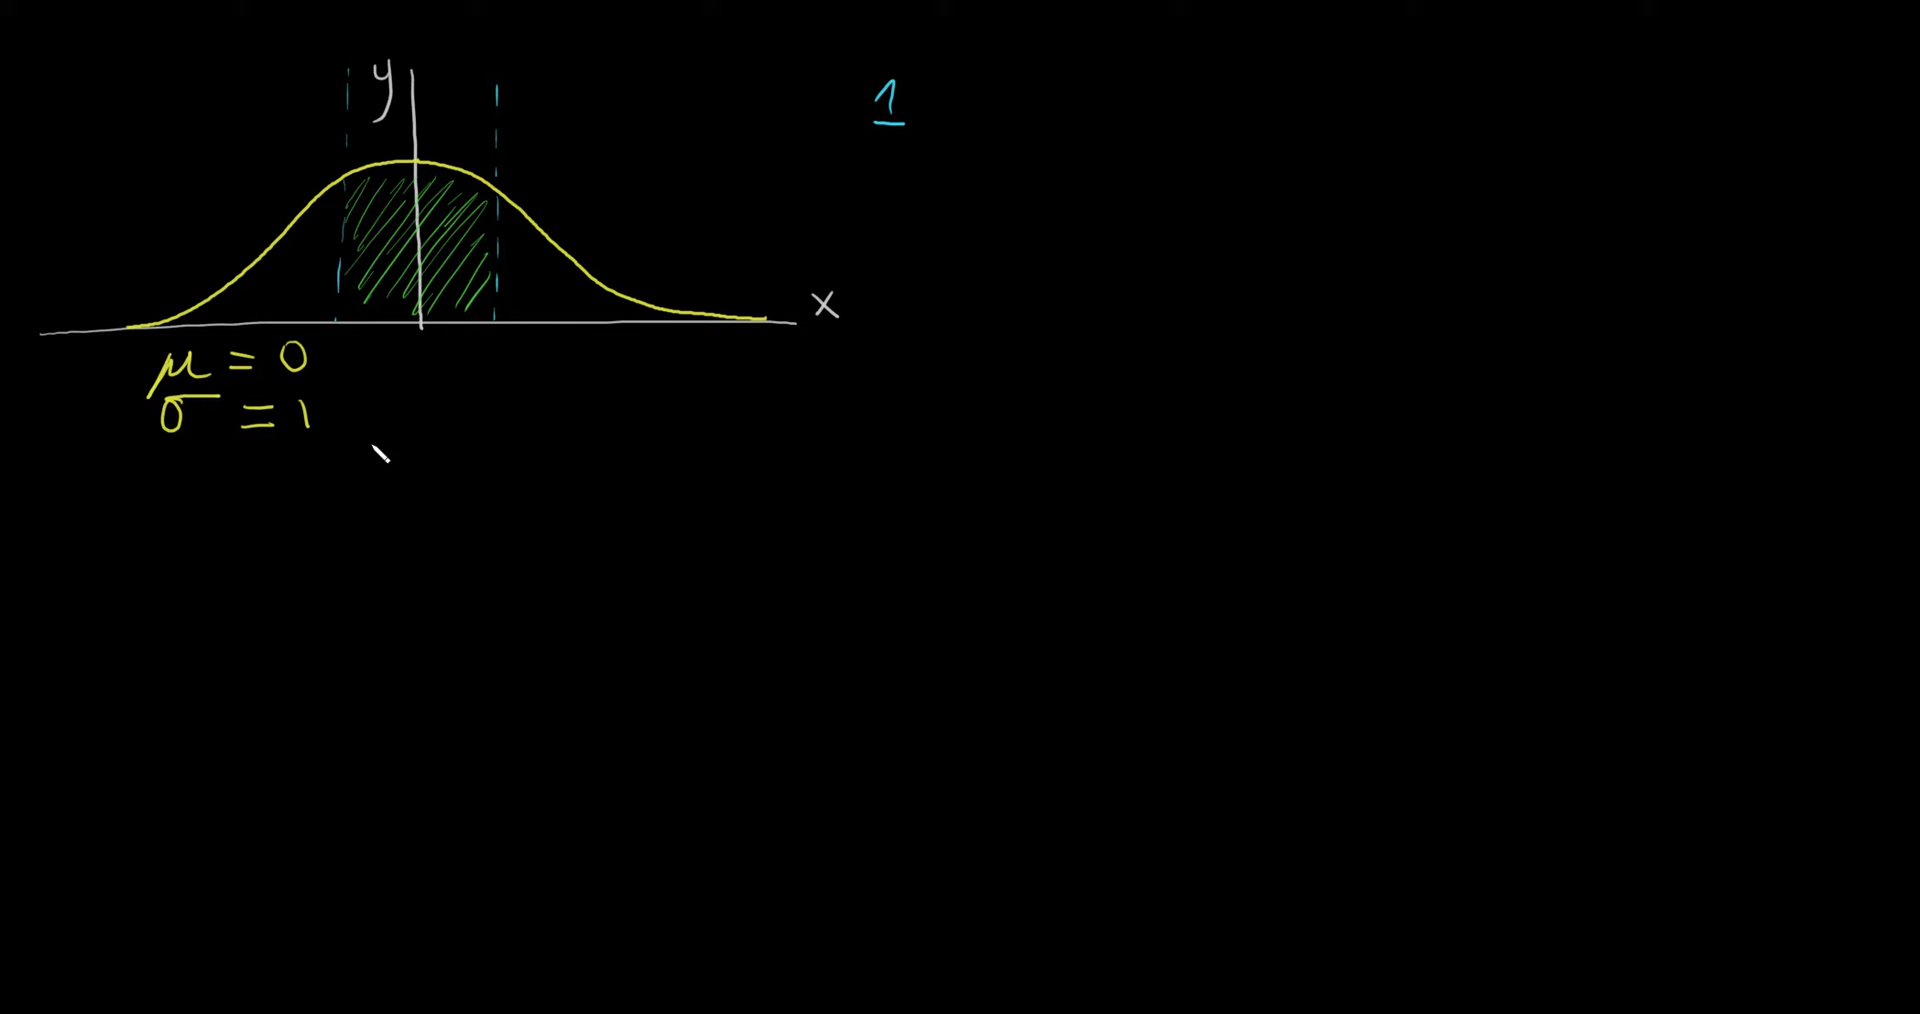 y
1
x
μ = 0
σ = 1